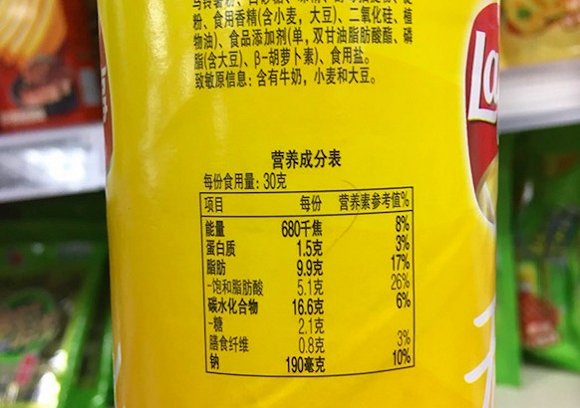 粉、食用香精(含小麦,大豆)、二氧化硅、植
物油)、食品添加剂(单,双甘油脂肪酸酯、磷
脂(含大豆)、β-胡萝卜素)、食用盐。
致敏原信息:含有牛奶,小麦和大豆。
La
营养成分表
每份食用量:30克
项目 每份 营养素参考值%
能量 680千焦 8%
蛋白质 1.5克 3%
脂肪 9.9克 17%
-饱和脂肪酸 5.1克 26%
碳水化合物 16.6克 6%
-糖 2.1克
膳食纤维 0.8克 3%
钠 190毫克 10%